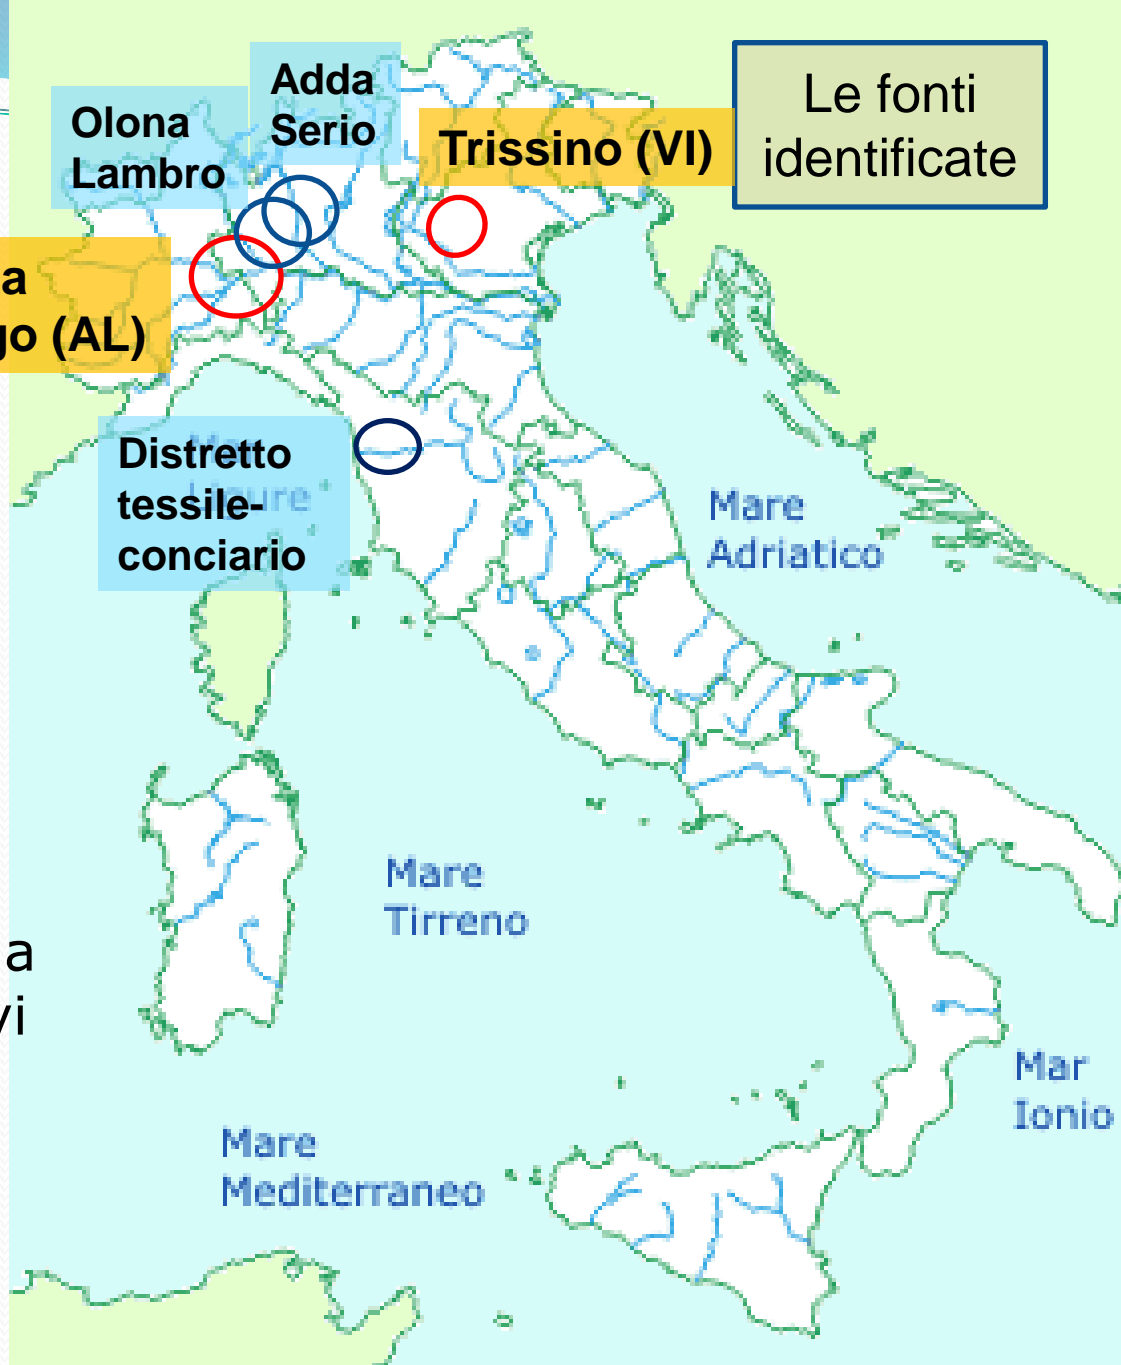 Adda
Serio
Olona
Lambro
Trissino (VI)
Le fonti
identificate
a
go (AL)
Distretto
tessile-
conciario
Ligure
Mare
Adriatico
Mare
Tirreno
a
vi
Mar
Ionio
Mare
Mediterraneo